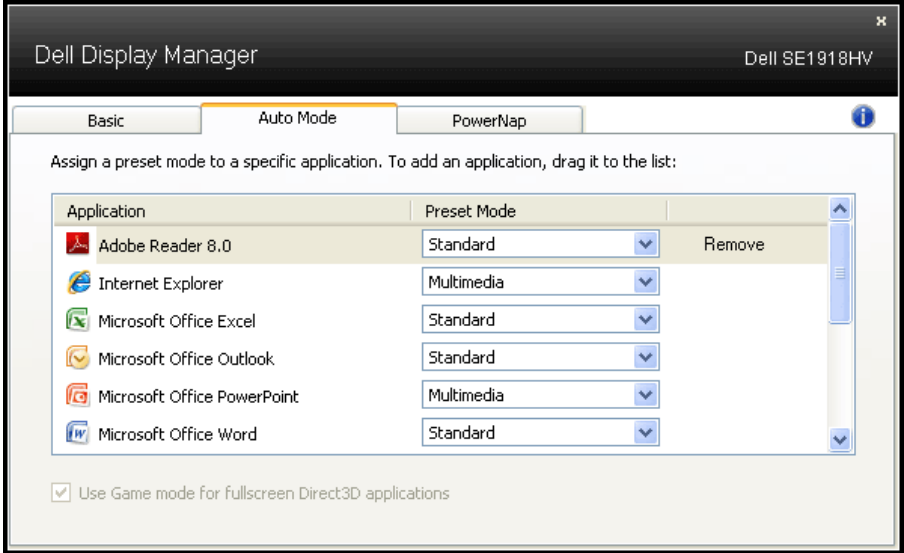 Dell Display Manager
Dell SE1918HV
Basic
Auto Mode
PowerNap
Assign a preset mode to a specific application. To add an application, drag it to the list:
Application Preset Mode
Adobe Reader 8.0 Standard Remove
Internet Explorer Multimedia
Microsoft Office Excel Standard
Microsoft Office Outlook Standard
Microsoft Office PowerPoint Multimedia
Microsoft Office Word Standard
Use Game mode for fullscreen Direct3D applications